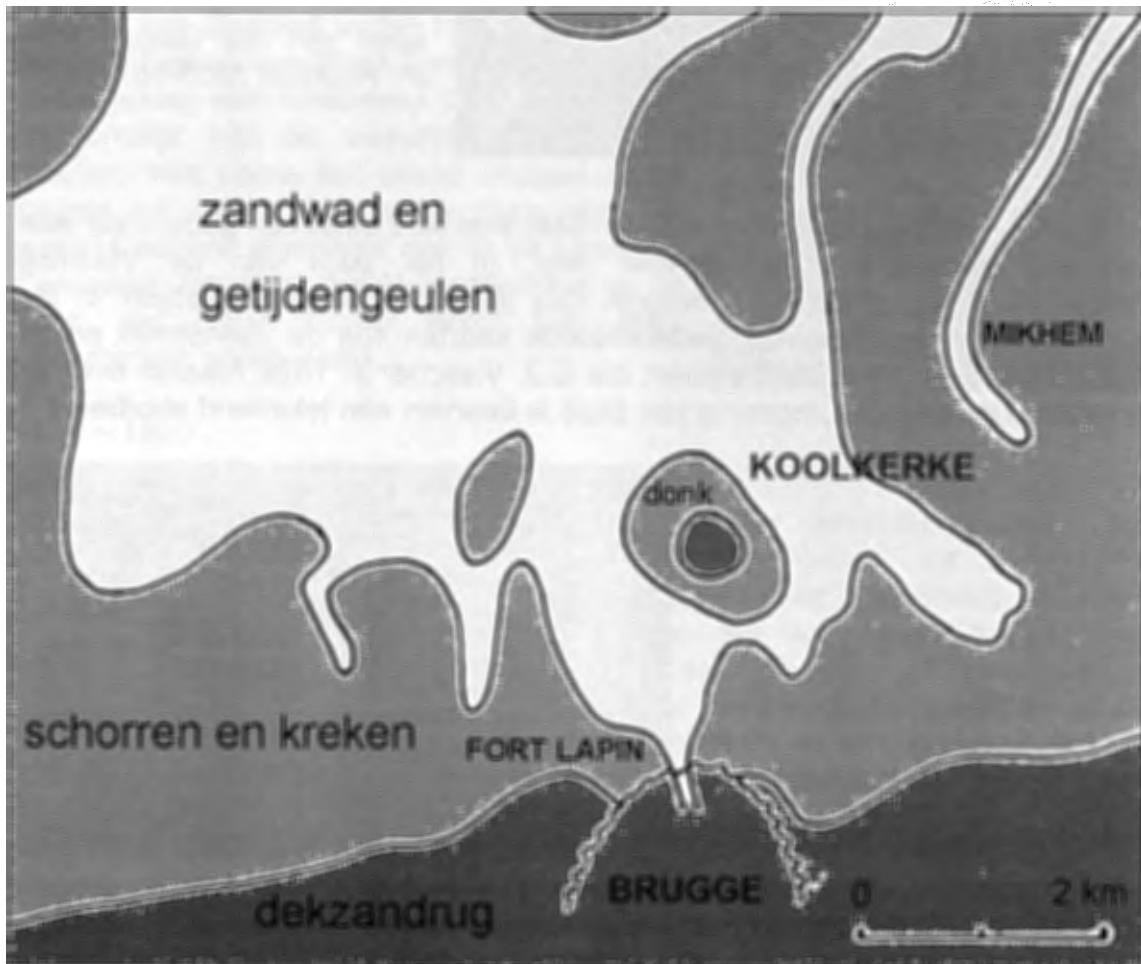 zandwad en
getijdengeulen
MIKHEM
KOOLKERKE
donk
schorren en kreken
FORT LAPIN
BRUGGE
0 2 km
dekzandrug